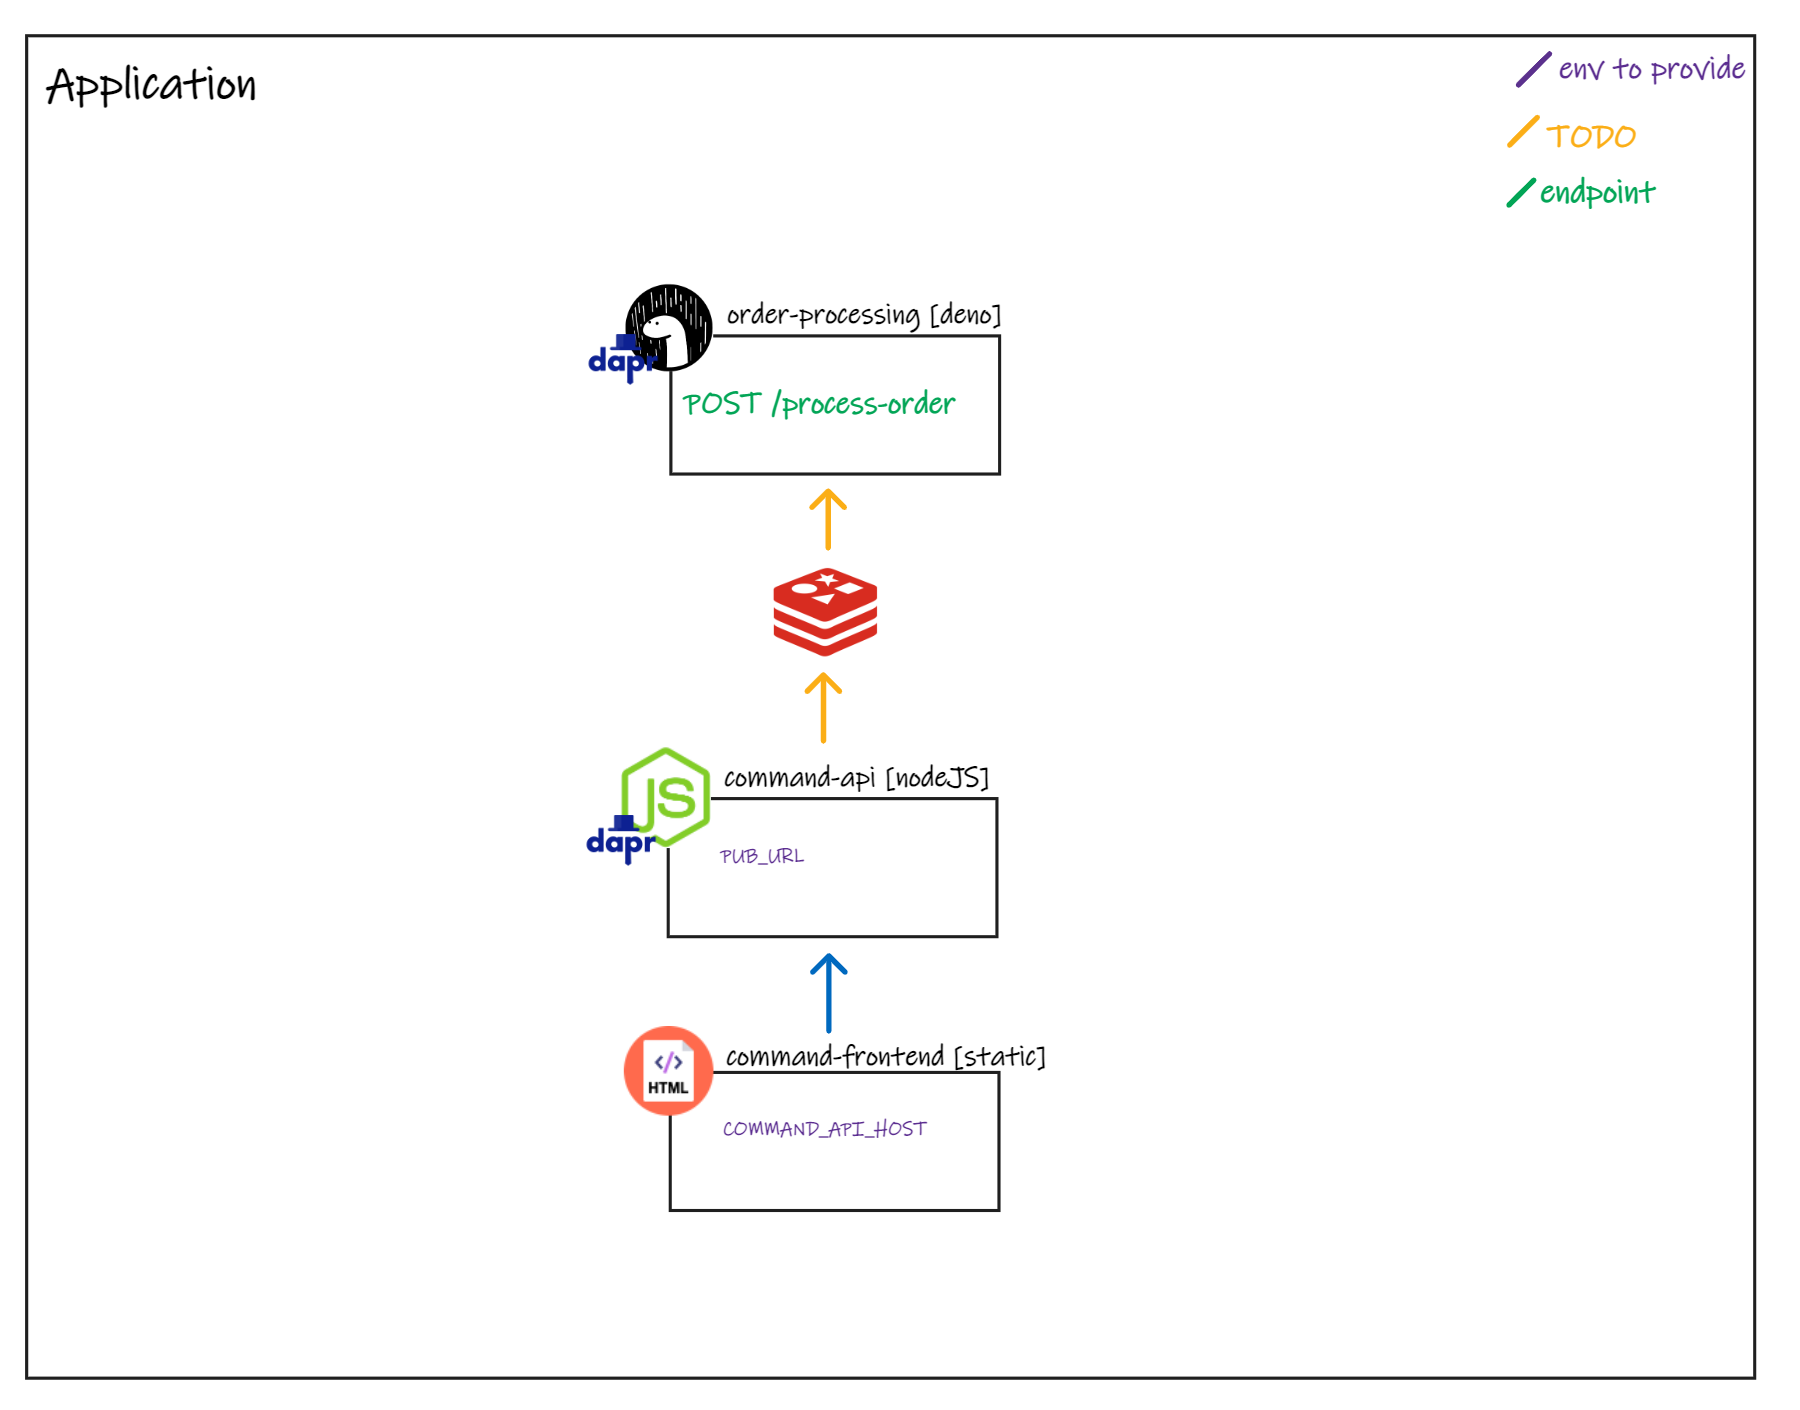 Application
env to provide
TODO
endpoint
order-processing [deno]
dapr
POST /process-order
command-api [nodeJS]
JS
dapr
PUB_URL
command-frontend [static]
</>
HTML
COMMAND_API_HOST